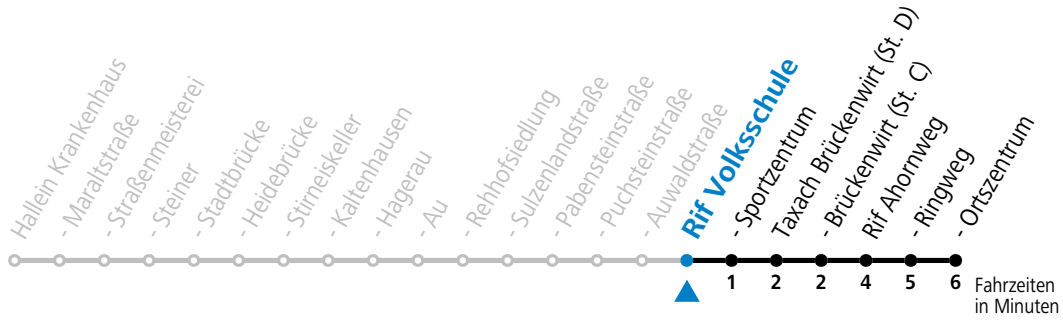 Hallein Krankenhaus
- Maraltstraße
- Straßenmeisterei
- Steiner
- Stadtbrücke
- Heidebrücke
- Stirneiskeller
- Kaltenhausen
- Hagerau
- Au
- Rehhofsiedlung
- Sulzenlandstraße
- Pabensteinstraße
- Puchsteinstraße
- Auwaldstraße
Rif Volksschule
- Sportzentrum
Taxach Brückenwirt (St. D)
- Brückenwirt (St. C)
Rif Ahornweg
- Ringweg
- Ortszentrum
1 2 2 4 5 6
Fahrzeiten
in Minuten